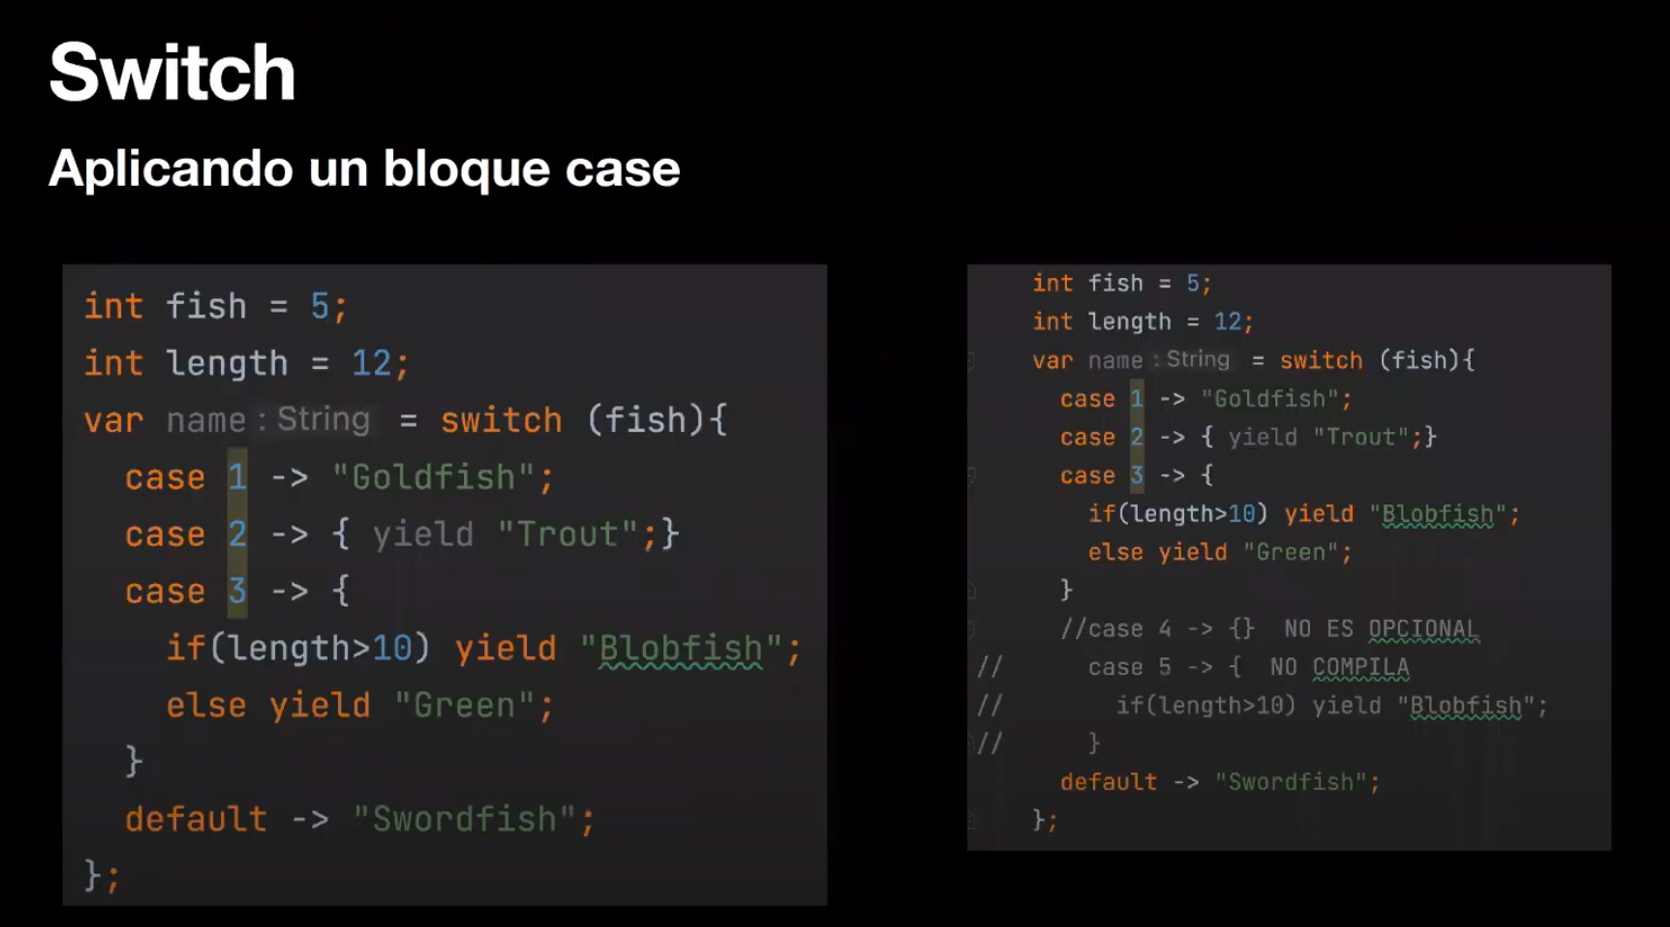 Switch
Aplicando un bloque case
int fish = 5;
int length = 12;
var name : String = switch (fish){
case 1 -> "Goldfish";
case 2 -> { yield "Trout";}
case 3 -> {
if(length>10) yield "Blobfish";
else yield "Green";
}
default -> "Swordfish";
};
int fish = 5;
int length = 12;
var name : String = switch (fish){
case 1 -> "Goldfish";
case 2 -> { yield "Trout";}
case 3 -> {
if(length>10) yield "Blobfish";
else yield "Green";
}
//case 4 -> {} NO ES OPCIONAL
// case 5 -> { NO COMPILA
// if(length>10) yield "Blobfish";
// }
default -> "Swordfish";
};